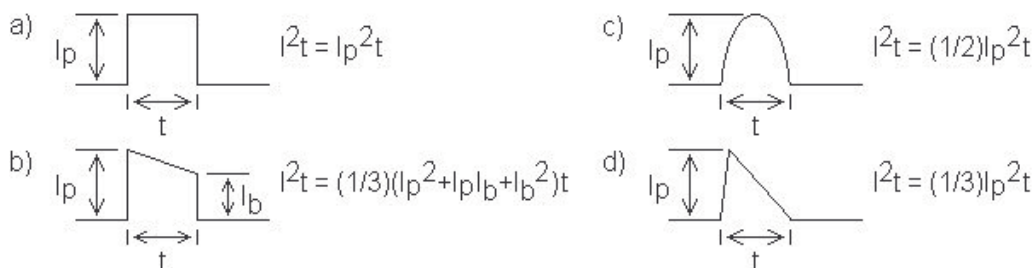 a) Ip I²t = Ip²t
t
b) Ip Ib I²t = (1/3)(Ip²+IpIb+Ib²)t
t
c) Ip I²t = (1/2)Ip²t
t
d) Ip I²t = (1/3)Ip²t
t